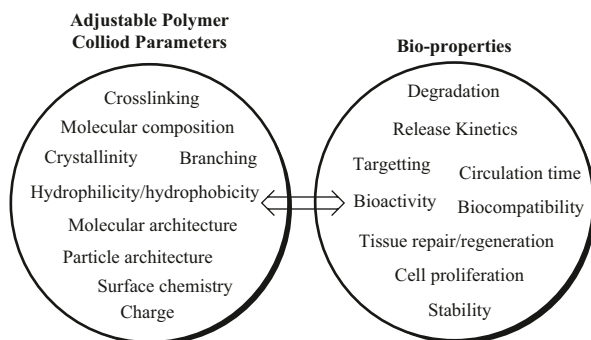 Adjustable Polymer
Colliod Parameters
Crosslinking
Molecular composition
Crystallinity
Branching
Hydrophilicity/hydrophobicity
Molecular architecture
Particle architecture
Surface chemistry
Charge
Bio-properties
Degradation
Release Kinetics
Targetting
Circulation time
Bioactivity
Biocompatibility
Tissue repair/regeneration
Cell proliferation
Stability